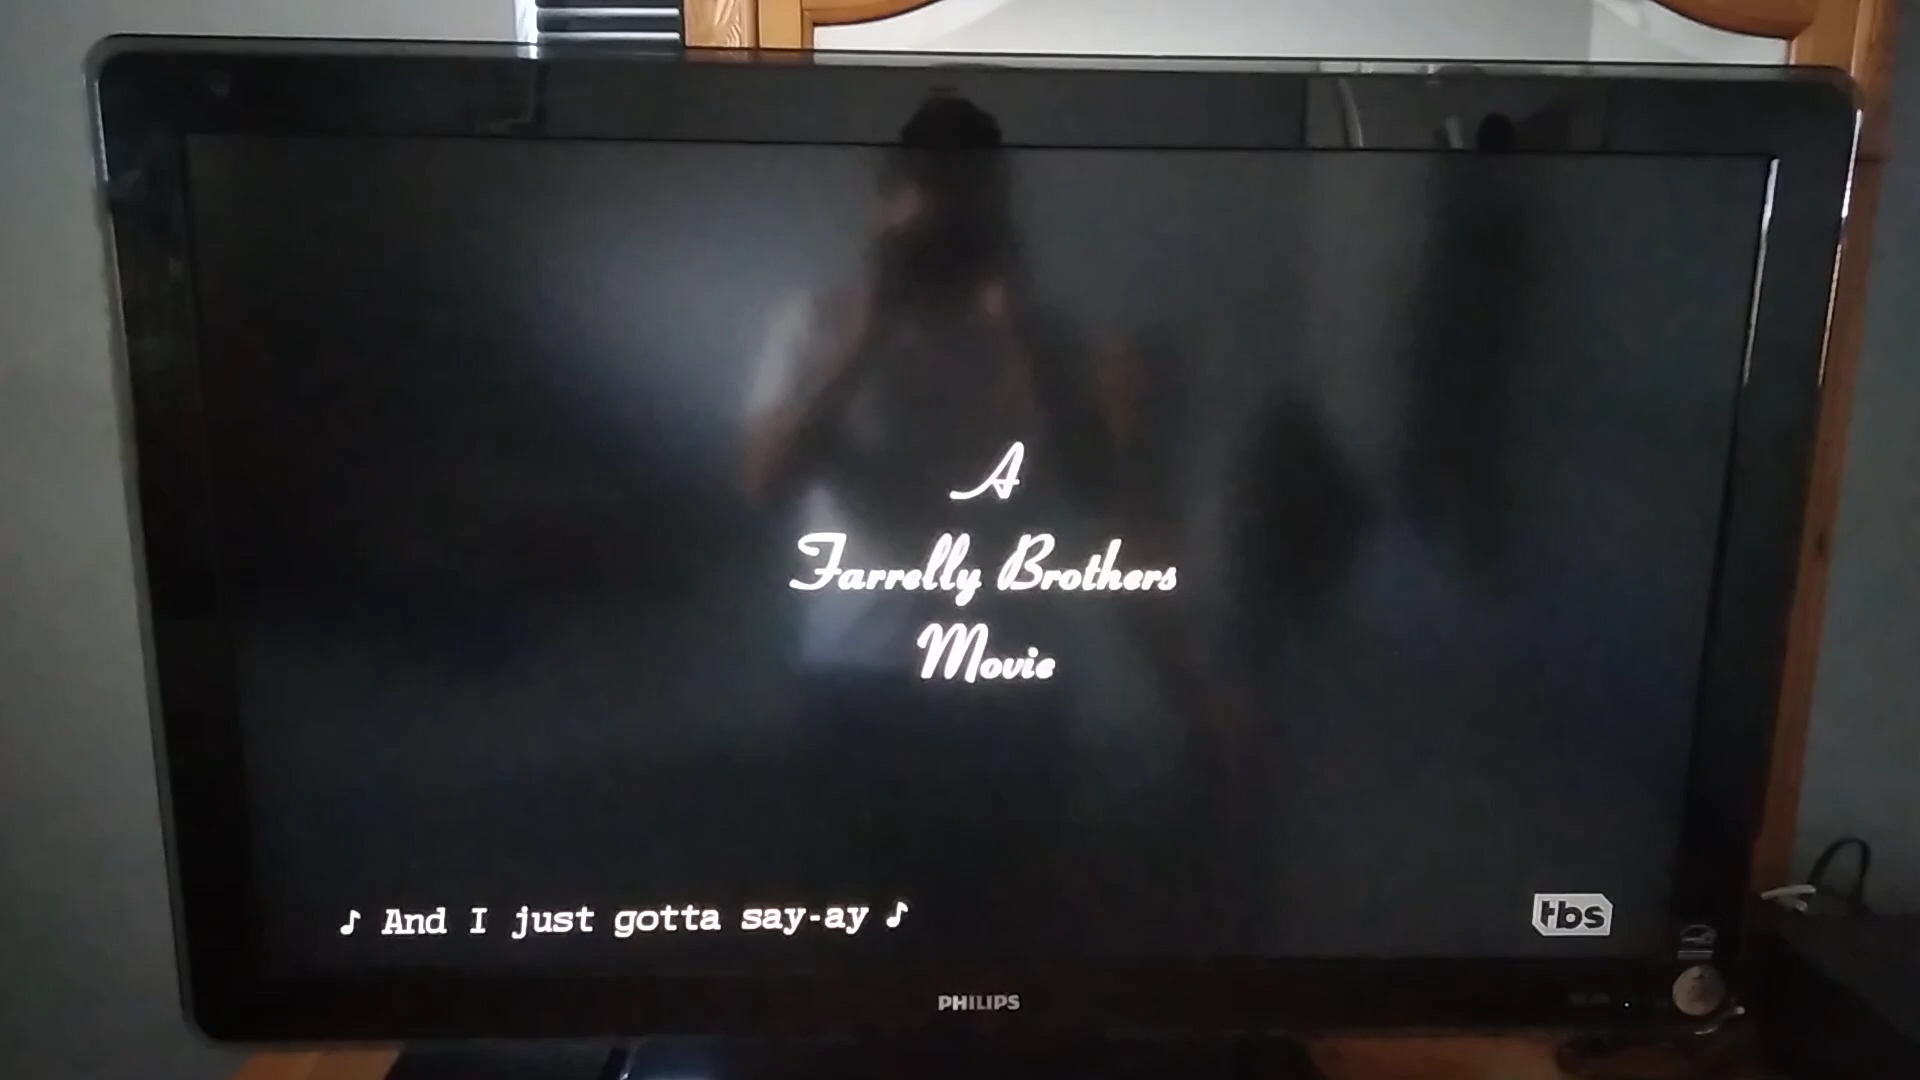 A
Farrelly Brothers
Movie
♪ And I just gotta say-ay ♪
tbs
PHILIPS